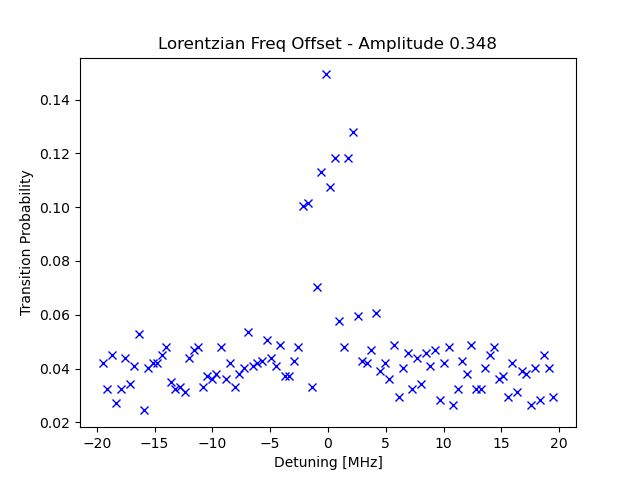 Lorentzian Freq Offset - Amplitude 0.348
Transition Probability
0.14
0.12
0.10
0.08
0.06
0.04
0.02
−20 −15 −10 −5 0 5 10 15 20
Detuning [MHz]